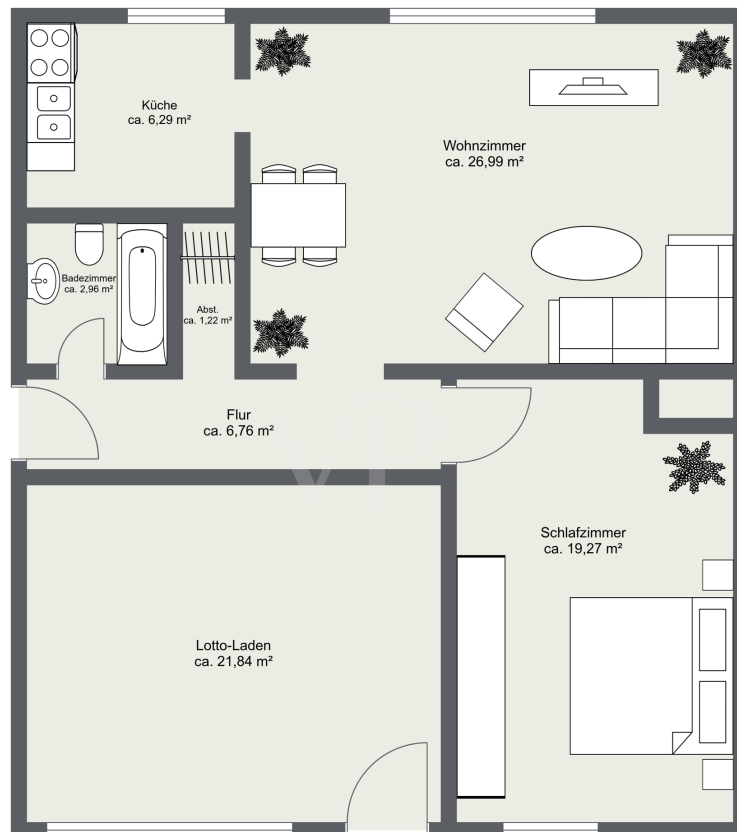 Küche
ca. 6,29 m²
Wohnzimmer
ca. 26,99 m²
Badezimmer
ca. 2,96 m²
Abst.
ca. 1,22 m²
Flur
ca. 6,76 m²
Schlafzimmer
ca. 19,27 m²
Lotto-Laden
ca. 21,84 m²